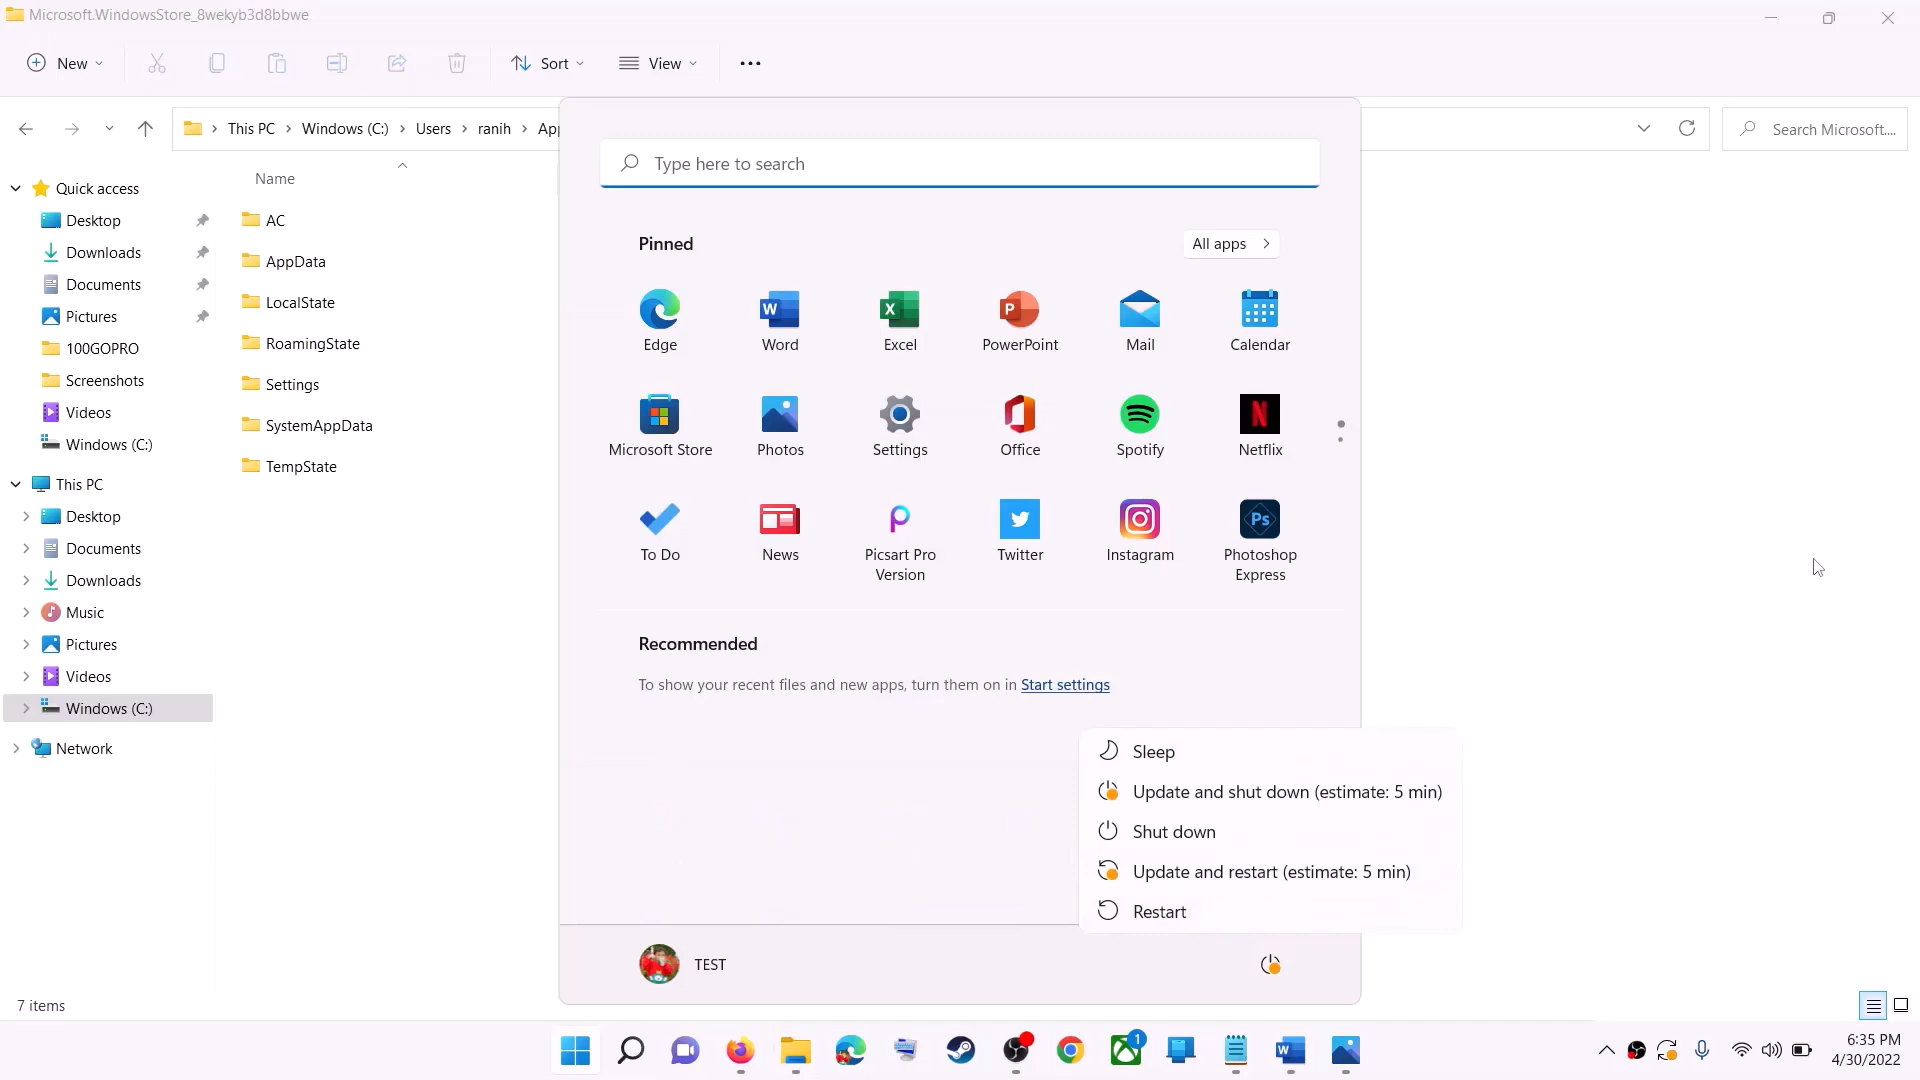 Microsoft.WindowsStore_8wekyb3d8bbwe
New
Sort
View
This PC
Windows (C:)
Users
ranih
App
Search Microsoft....
Type here to search
Quick access
Desktop
Downloads
Documents
Pictures
100GOPRO
Screenshots
Videos
Windows (C:)
This PC
Desktop
Documents
Downloads
Music
Pictures
Videos
Windows (C:)
Network
Name
AC
AppData
LocalState
RoamingState
Settings
SystemAppData
TempState
Pinned
All apps
Edge
Word
Excel
PowerPoint
Mail
Calendar
Microsoft Store
Photos
Settings
Office
Spotify
Netflix
To Do
News
Picsart Pro
Version
Twitter
Instagram
Photoshop
Express
Recommended
To show your recent files and new apps, turn them on in Start settings
Sleep
Update and shut down (estimate: 5 min)
Shut down
Update and restart (estimate: 5 min)
Restart
TEST
7 items
1
6:35 PM
4/30/2022